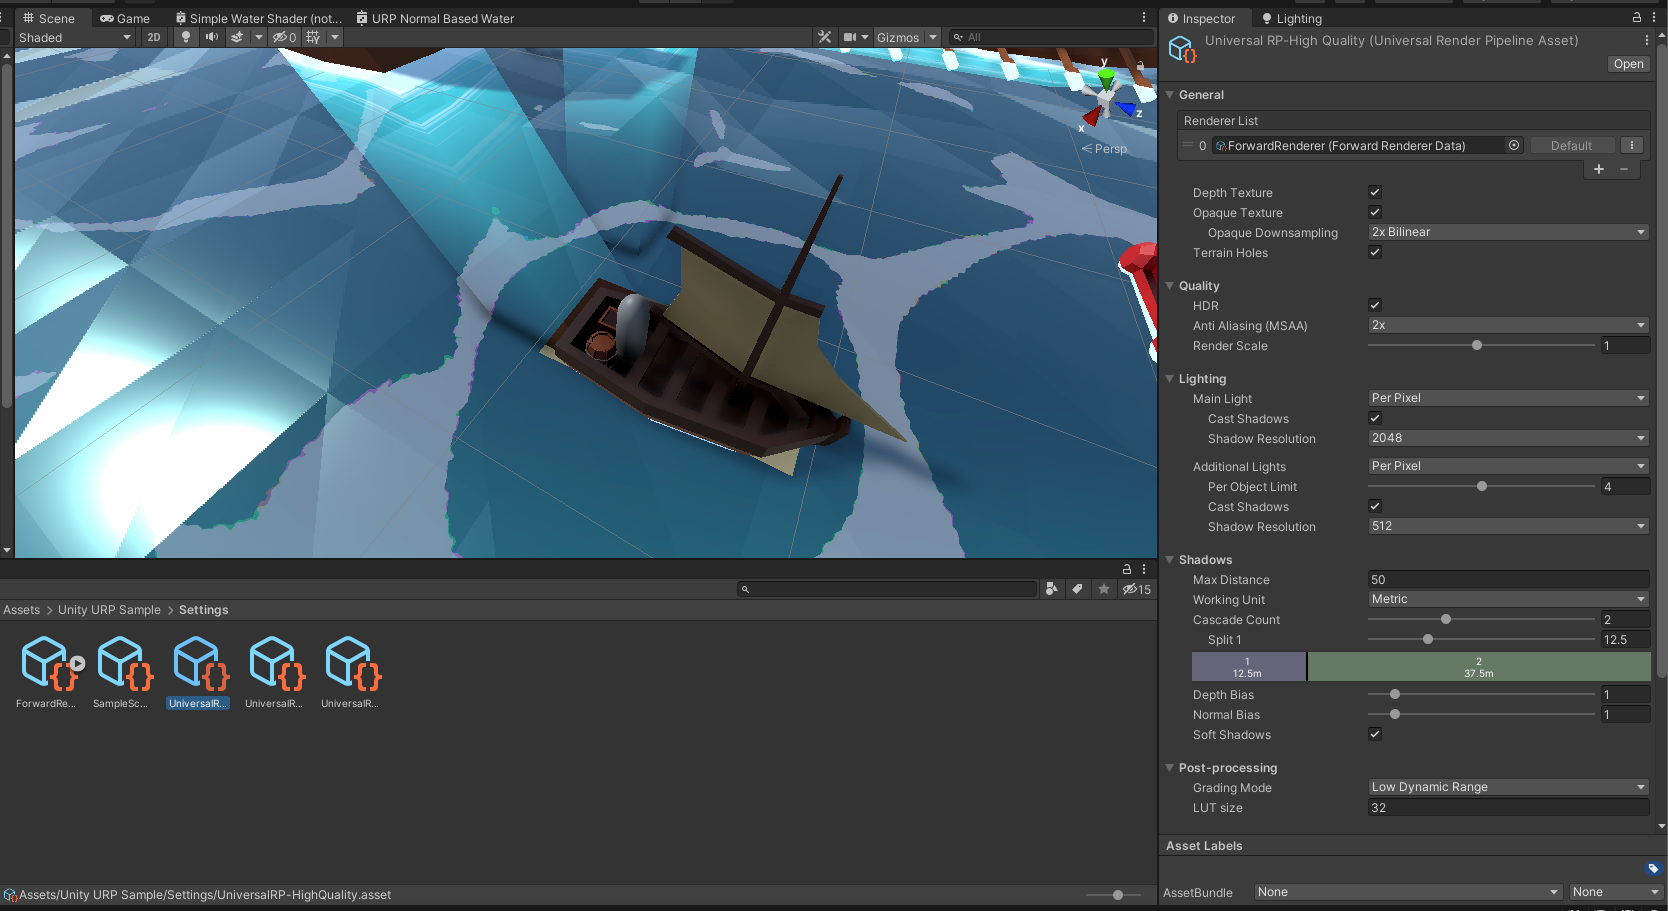 Scene
Game
Simple Water Shader (not...
URP Normal Based Water
Shaded
2D
0
Gizmos
All
y
x
z
Persp
15
Assets > Unity URP Sample > Settings
ForwardRe...
SampleSc...
UniversalR...
UniversalR...
UniversalR...
Assets/Unity URP Sample/Settings/UniversalRP-HighQuality.asset
Inspector
Lighting
Universal RP-High Quality (Universal Render Pipeline Asset)
Open
General
Renderer List
0 ForwardRenderer (Forward Renderer Data) Default
Depth Texture
Opaque Texture
Opaque Downsampling 2x Bilinear
Terrain Holes
Quality
HDR
Anti Aliasing (MSAA) 2x
Render Scale 1
Lighting
Main Light Per Pixel
Cast Shadows
Shadow Resolution 2048
Additional Lights Per Pixel
Per Object Limit 4
Cast Shadows
Shadow Resolution 512
Shadows
Max Distance 50
Working Unit Metric
Cascade Count 2
Split 1 12.5
1 2
12.5m 37.5m
Depth Bias 1
Normal Bias 1
Soft Shadows
Post-processing
Grading Mode Low Dynamic Range
LUT size 32
Asset Labels
AssetBundle None None